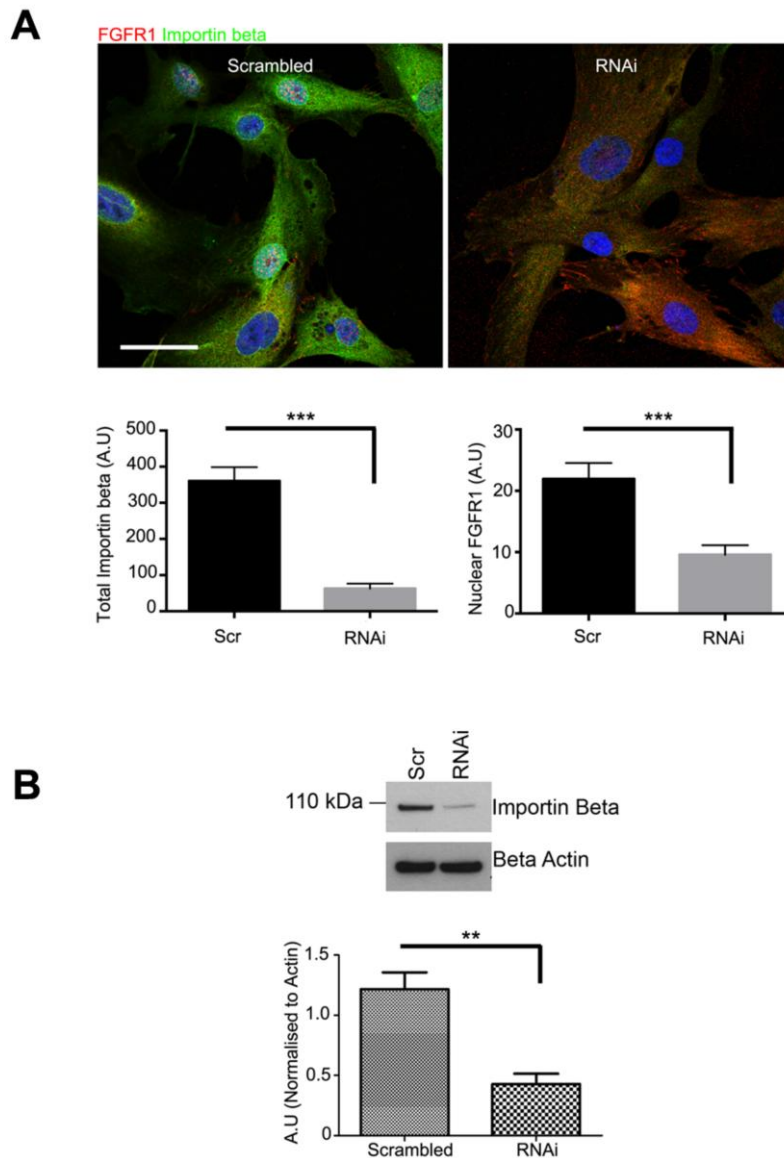 A
FGFR1 Importin beta
Scrambled
RNAi
***
500
400
300
200
100
0
Total Importin beta (A.U)
Scr
RNAi
***
30
20
10
0
Nuclear FGFR1 (A.U)
Scr
RNAi
B
Scr
RNAi
110 kDa
Importin Beta
Beta Actin
**
1.5
1.0
0.5
0
A.U (Normalised to Actin)
Scrambled
RNAi